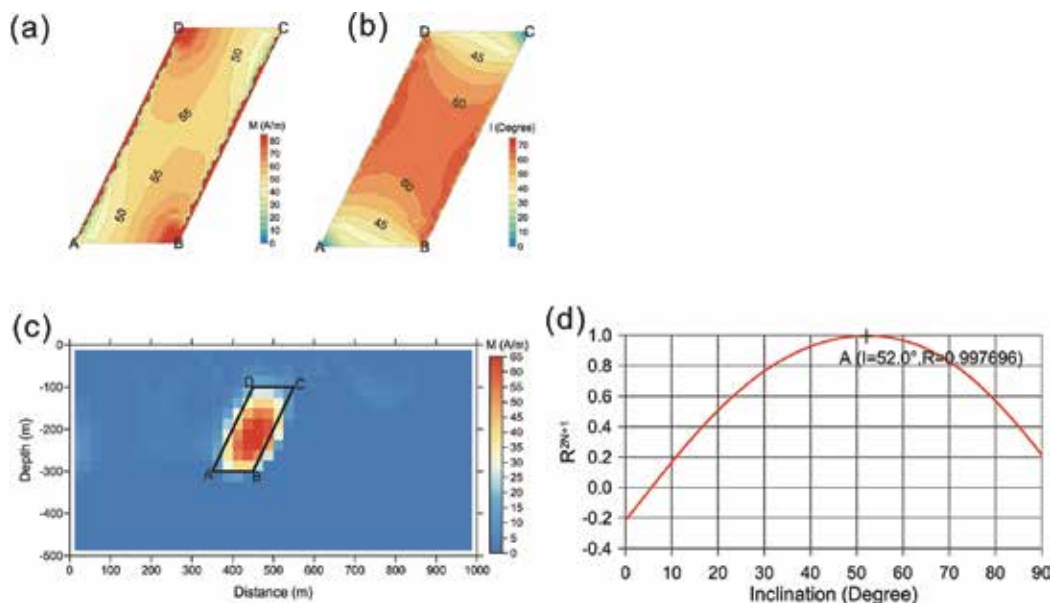 (a)
D C
50
55
55
50
A B
M (A/m)
80
70
60
50
40
30
20
10
0
(b)
D C
45
60
60
45
A B
I (Degree)
70
60
50
40
30
20
10
0
(c)
0
-100
-200
-300
-400
-500
Depth (m)
D C
A B
0 100 200 300 400 500 600 700 800 900 1000
Distance (m)
M (A/m)
65
60
55
50
45
40
35
30
25
20
15
10
5
0
(d)
1.0
0.8
0.6
0.4
0.2
0.0
-0.2
-0.4
R2N+1
A (I=52.0°,R=0.997696)
0 10 20 30 40 50 60 70 80 90
Inclination (Degree)